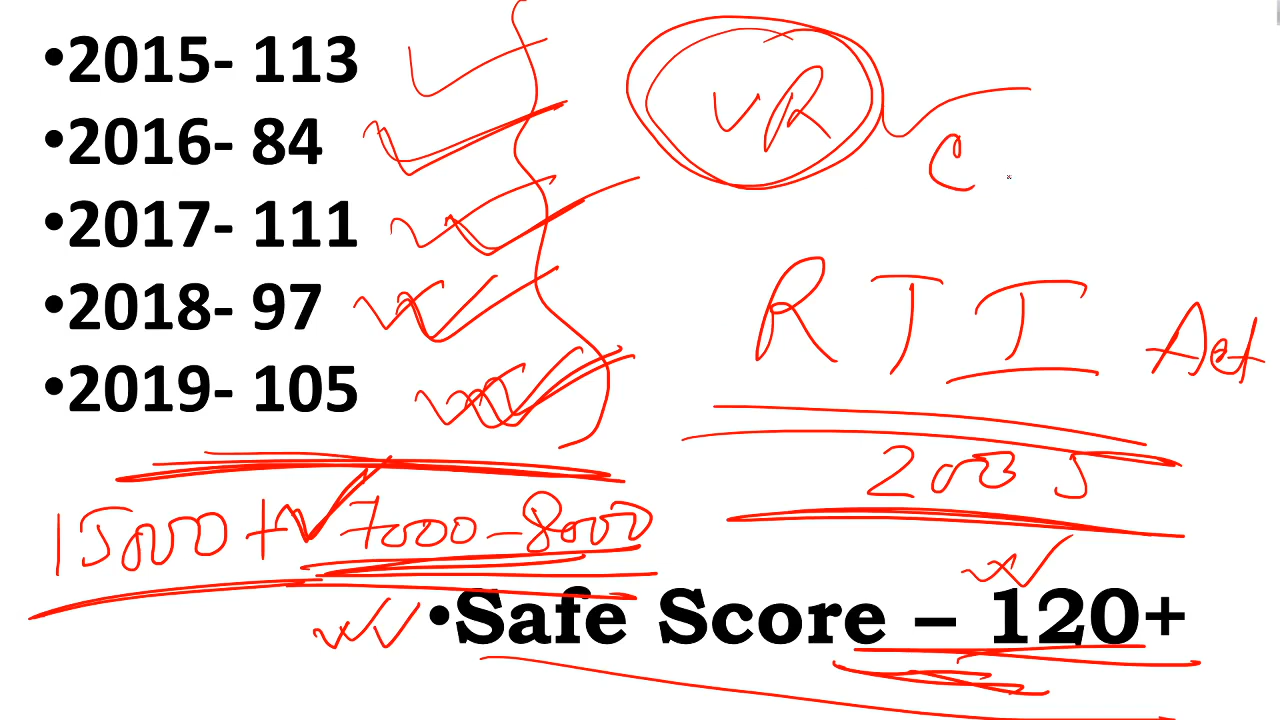 •2015- 113
•2016- 84
•2017- 111
•2018- 97
•2019- 105
VR
C
RTI Act
2005
15000+ 7000-8000
•Safe Score – 120+